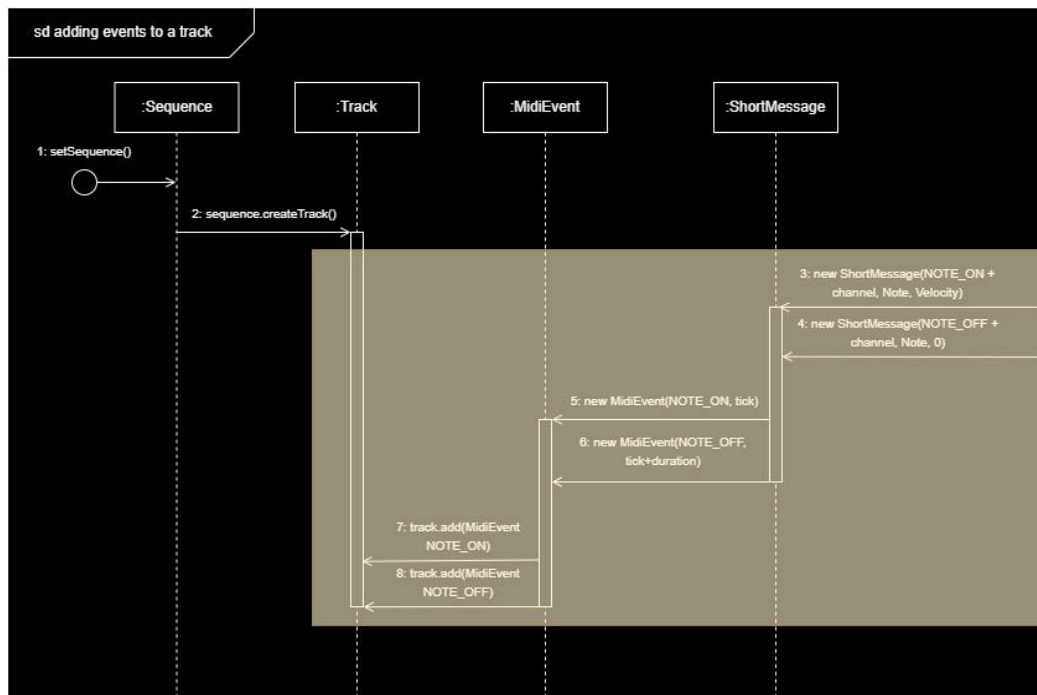 sd adding events to a track
:Sequence
:Track
:MidiEvent
:ShortMessage
1: setSequence()
2: sequence.createTrack()
3: new ShortMessage(NOTE_ON +
channel, Note, Velocity)
4: new ShortMessage(NOTE_OFF +
channel, Note, 0)
5: new MidiEvent(NOTE_ON, tick)
6: new MidiEvent(NOTE_OFF,
tick+duration)
7: track.add(MidiEvent
NOTE_ON)
8: track.add(MidiEvent
NOTE_OFF)